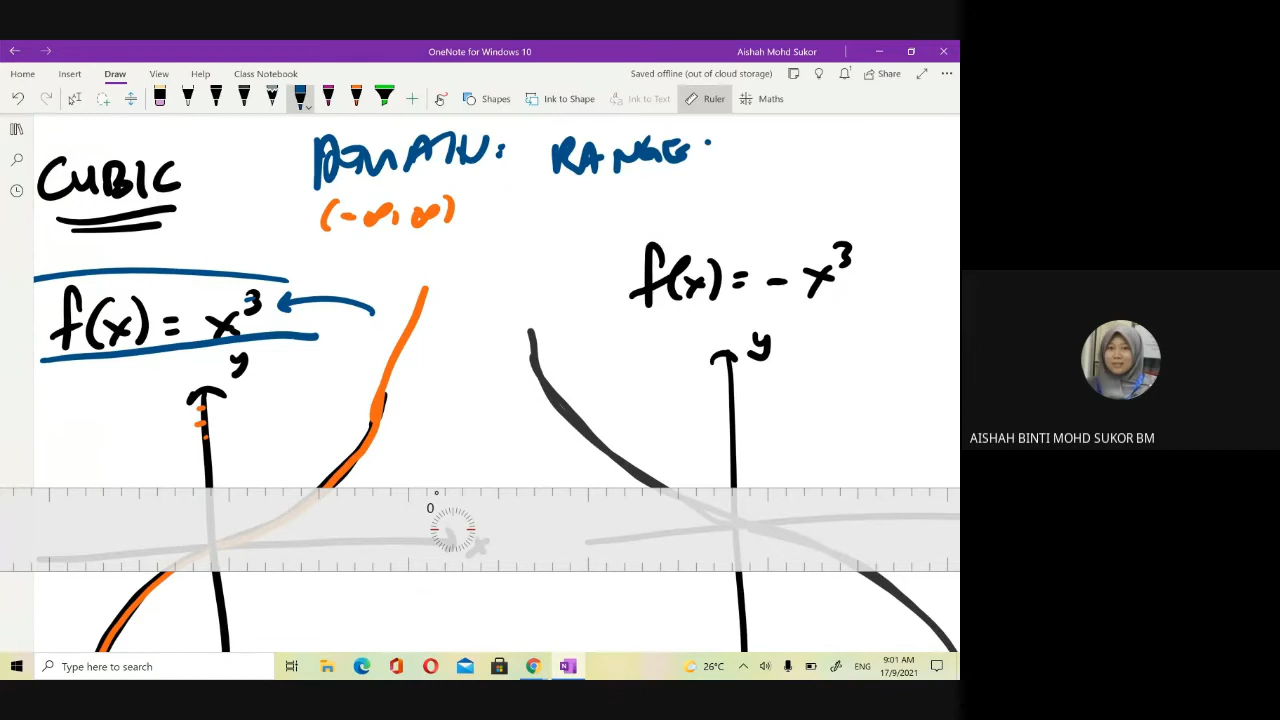 OneNote for Windows 10
Aishah Mohd Sukor
Home Insert Draw View Help Class Notebook
Saved offline (out of cloud storage) Share
Shapes Ink to Shape Ink to Text Ruler Maths
DOMAIN: RANGE:
CUBIC
(-∞, ∞)
f(x) = -x³
f(x) = x³
y
y
0°
x
AISHAH BINTI MOHD SUKOR BM
Type here to search
26°C ENG
9:01 AM
17/9/2021